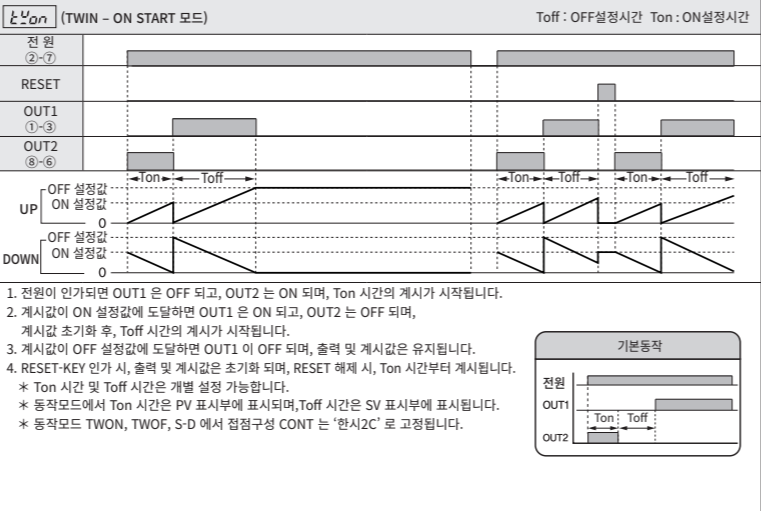 tYon (TWIN – ON START 모드) Toff : OFF설정시간 Ton : ON설정시간
전 원
②-⑦
RESET
OUT1
①-③
OUT2
⑧-⑥
Ton Toff Ton Toff Ton Toff
UP
OFF 설정값
ON 설정값
0
DOWN
OFF 설정값
ON 설정값
0
1. 전원이 인가되면 OUT1 은 OFF 되고, OUT2 는 ON 되며, Ton 시간의 계시가 시작됩니다.
2. 계시값이 ON 설정값에 도달하면 OUT1 은 ON 되고, OUT2 는 OFF 되며,
계시값 초기화 후, Toff 시간의 계시가 시작됩니다.
3. 계시값이 OFF 설정값에 도달하면 OUT1 이 OFF 되며, 출력 및 계시값은 유지됩니다.
4. RESET-KEY 인가 시, 출력 및 계시값은 초기화 되며, RESET 해제 시, Ton 시간부터 계시됩니다.
＊ Ton 시간 및 Toff 시간은 개별 설정 가능합니다.
＊ 동작모드에서 Ton 시간은 PV 표시부에 표시되며,Toff 시간은 SV 표시부에 표시됩니다.
＊ 동작모드 TWON, TWOF, S-D 에서 접점구성 CONT 는 ‘한시2C’ 로 고정됩니다.
기본동작
전원
OUT1
Ton Toff
OUT2